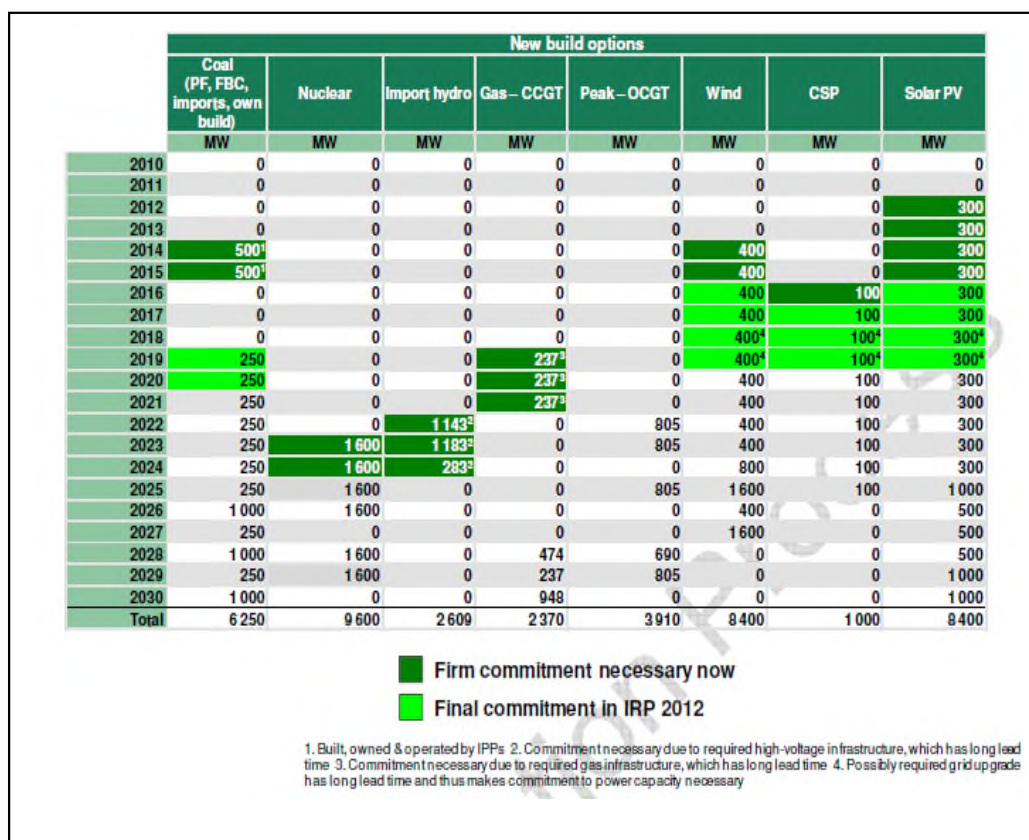 New build options
Coal (PF, FBC, imports, own build) Nuclear Import hydro Gas – CCGT Peak – OCGT Wind CSP Solar PV
MW MW MW MW MW MW MW MW
2010 0 0 0 0 0 0 0 0
2011 0 0 0 0 0 0 0 0
2012 0 0 0 0 0 0 0 300
2013 0 0 0 0 0 0 0 300
2014 500¹ 0 0 0 0 400 0 300
2015 500¹ 0 0 0 0 400 0 300
2016 0 0 0 0 0 400 100 300
2017 0 0 0 0 0 400 100 300
2018 0 0 0 0 0 400⁴ 100⁴ 300⁴
2019 250 0 0 237³ 0 400⁴ 100⁴ 300⁴
2020 250 0 0 237³ 0 400 100 300
2021 250 0 0 237³ 0 400 100 300
2022 250 0 1 143² 0 805 400 100 300
2023 250 1 600 1 183² 0 805 400 100 300
2024 250 1 600 283² 0 0 800 100 300
2025 250 1 600 0 0 805 1 600 100 1 000
2026 1 000 1 600 0 0 0 400 0 500
2027 250 0 0 0 0 1 600 0 500
2028 1 000 1 600 0 474 690 0 0 500
2029 250 1 600 0 237 805 0 0 1 000
2030 1 000 0 0 948 0 0 0 1 000
Total 6 250 9 600 2 609 2 370 3 910 8 400 1 000 8 400
Firm commitment necessary now
Final commitment in IRP 2012
1. Built, owned & operated by IPPs 2. Commitment necessary due to required high-voltage infrastructure, which has long lead
time 3. Commitment necessary due to required gas infrastructure, which has long lead time 4. Possibly required grid upgrade
has long lead time and thus makes commitment to power capacity necessary